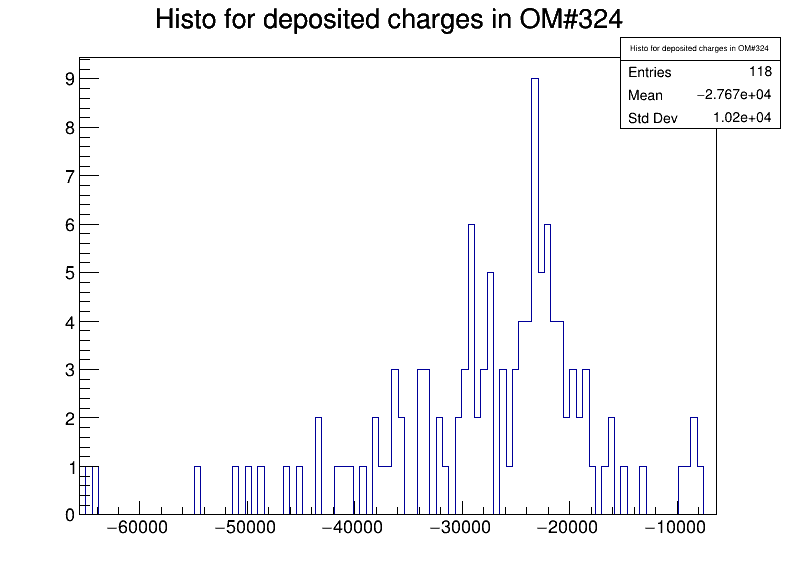 Histo for deposited charges in OM#324
Histo for deposited charges in OM#324
Entries 118
Mean −2.767e+04
Std Dev 1.02e+04
9
8
7
6
5
4
3
2
1
0
−60000 −50000 −40000 −30000 −20000 −10000